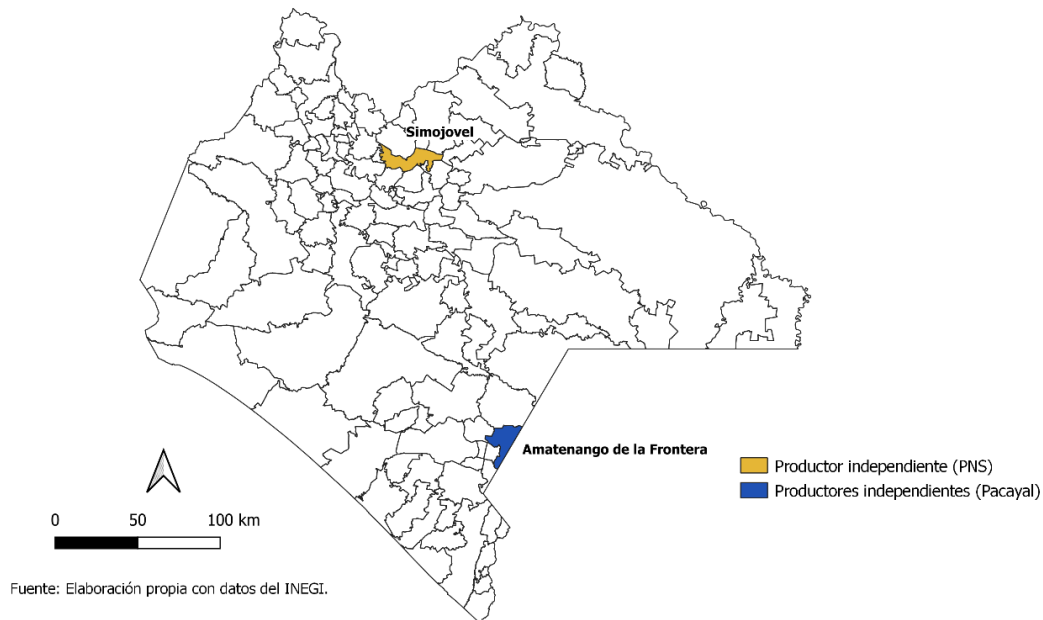 Simojovel
Amatenango de la Frontera
Productor independiente (PNS)
Productores independientes (Pacayal)
0 50 100 km
Fuente: Elaboración propia con datos del INEGI.